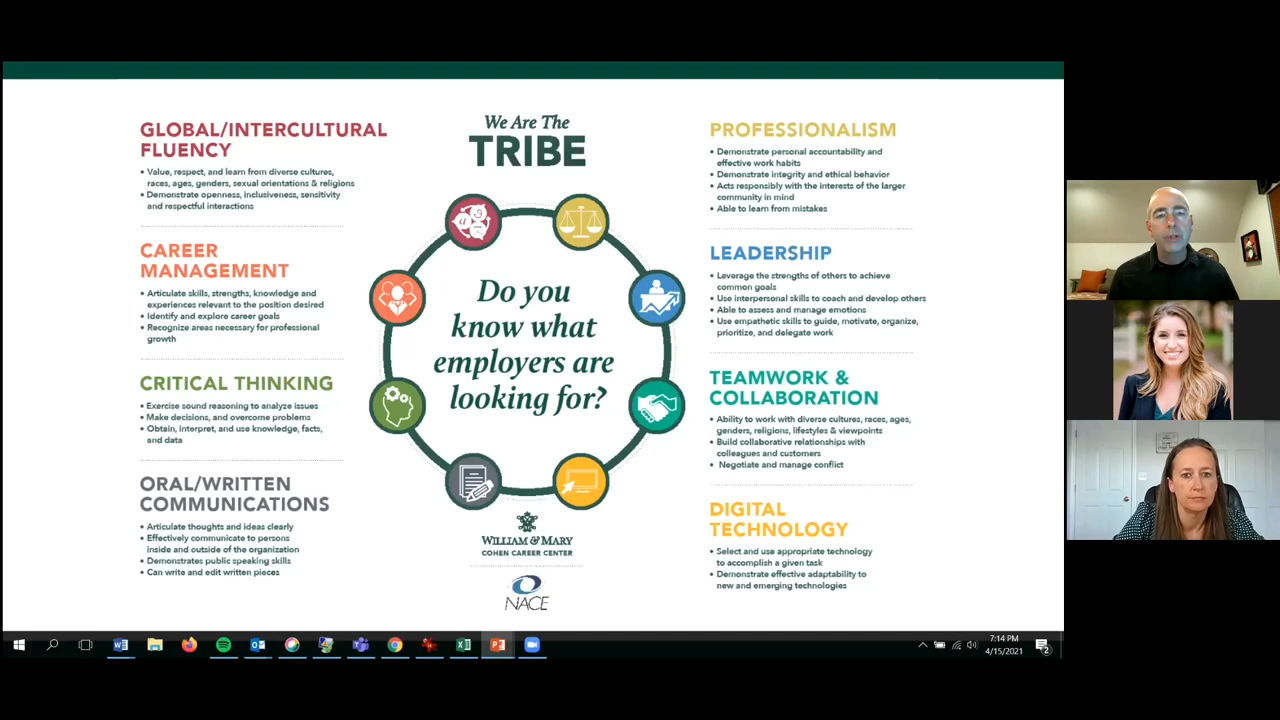 GLOBAL/INTERCULTURAL
FLUENCY
• Value, respect, and learn from diverse cultures,
races, ages, genders, sexual orientations & religions
• Demonstrate openness, inclusiveness, sensitivity
and respectful interactions
CAREER
MANAGEMENT
• Articulate skills, strengths, knowledge and
experiences relevant to the position desired
• Identify and explore career goals
• Recognize areas necessary for professional
growth
CRITICAL THINKING
• Exercise sound reasoning to analyze issues
• Make decisions, and overcome problems
• Obtain, interpret, and use knowledge, facts,
and data
ORAL/WRITTEN
COMMUNICATIONS
• Articulate thoughts and ideas clearly
• Effectively communicate to persons
inside and outside of the organization
• Demonstrates public speaking skills
• Can write and edit written pieces
We Are The
TRIBE
Do you
know what
employers are
looking for?
WILLIAM & MARY
COHEN CAREER CENTER
NACE
PROFESSIONALISM
• Demonstrate personal accountability and
effective work habits
• Demonstrate integrity and ethical behavior
• Acts responsibly with the interests of the larger
community in mind
• Able to learn from mistakes
LEADERSHIP
• Leverage the strengths of others to achieve
common goals
• Use interpersonal skills to coach and develop others
• Able to assess and manage emotions
• Use empathetic skills to guide, motivate, organize,
prioritize, and delegate work
TEAMWORK &
COLLABORATION
• Ability to work with diverse cultures, races, ages,
genders, religions, lifestyles & viewpoints
• Build collaborative relationships with
colleagues and customers
• Negotiate and manage conflict
DIGITAL
TECHNOLOGY
• Select and use appropriate technology
to accomplish a given task
• Demonstrate effective adaptability to
new and emerging technologies
7:14 PM
4/15/2021
2